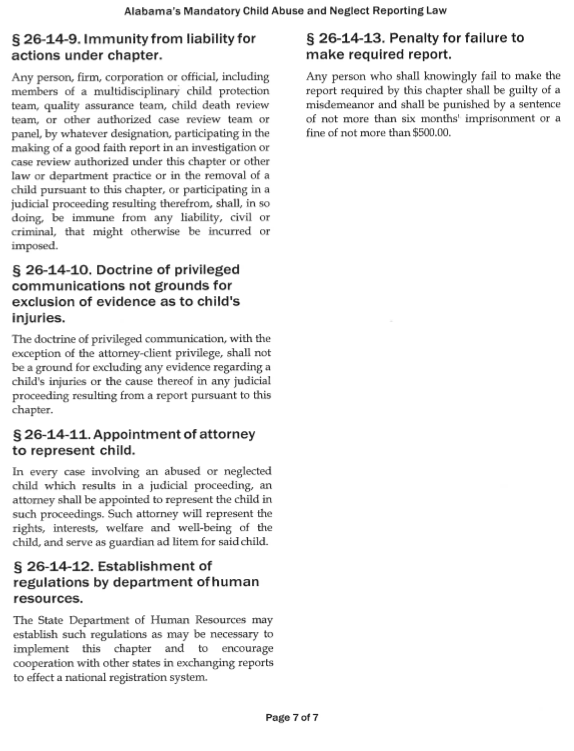 Alabama's Mandatory Child Abuse and Neglect Reporting Law
§ 26-14-9. Immunity from liability for
actions under chapter.
Any person, firm, corporation or official, including
members of a multidisciplinary child protection
team, quality assurance team, child death review
team, or other authorized case review team or
panel, by whatever designation, participating in the
making of a good faith report in an investigation or
case review authorized under this chapter or other
law or department practice or in the removal of a
child pursuant to this chapter, or participating in a
judicial proceeding resulting therefrom, shall, in so
doing, be immune from any liability, civil or
criminal, that might otherwise be incurred or
imposed.
§ 26-14-10. Doctrine of privileged
communications not grounds for
exclusion of evidence as to child's
injuries.
The doctrine of privileged communication, with the
exception of the attorney-client privilege, shall not
be a ground for excluding any evidence regarding a
child's injuries or the cause thereof in any judicial
proceeding resulting from a report pursuant to this
chapter.
§ 26-14-11. Appointment of attorney
to represent child.
In every case involving an abused or neglected
child which results in a judicial proceeding, an
attorney shall be appointed to represent the child in
such proceedings. Such attorney will represent the
rights, interests, welfare and well-being of the
child, and serve as guardian ad litem for said child.
§ 26-14-12. Establishment of
regulations by department of human
resources.
The State Department of Human Resources may
establish such regulations as may be necessary to
implement this chapter and to encourage
cooperation with other states in exchanging reports
to effect a national registration system.
§ 26-14-13. Penalty for failure to
make required report.
Any person who shall knowingly fail to make the
report required by this chapter shall be guilty of a
misdemeanor and shall be punished by a sentence
of not more than six months' imprisonment or a
fine of not more than $500.00.
Page 7 of 7